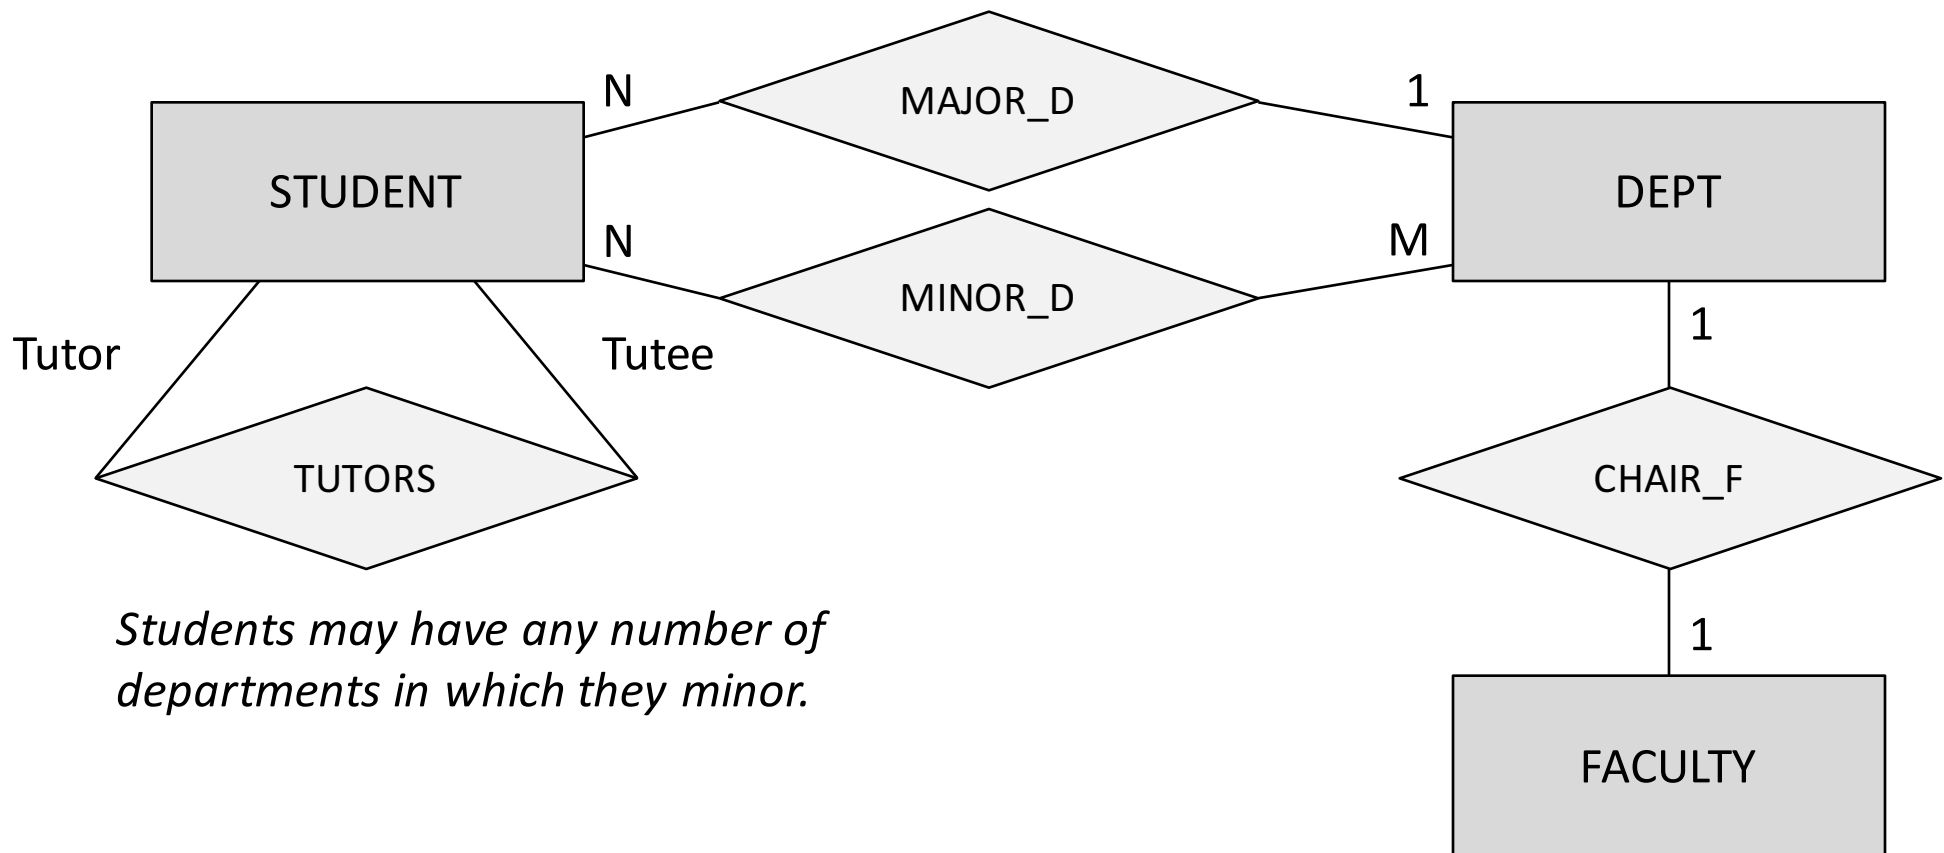 N
MAJOR_D
1
STUDENT
DEPT
N
MINOR_D
M
Tutor
Tutee
1
TUTORS
CHAIR_F
Students may have any number of
departments in which they minor.
1
FACULTY